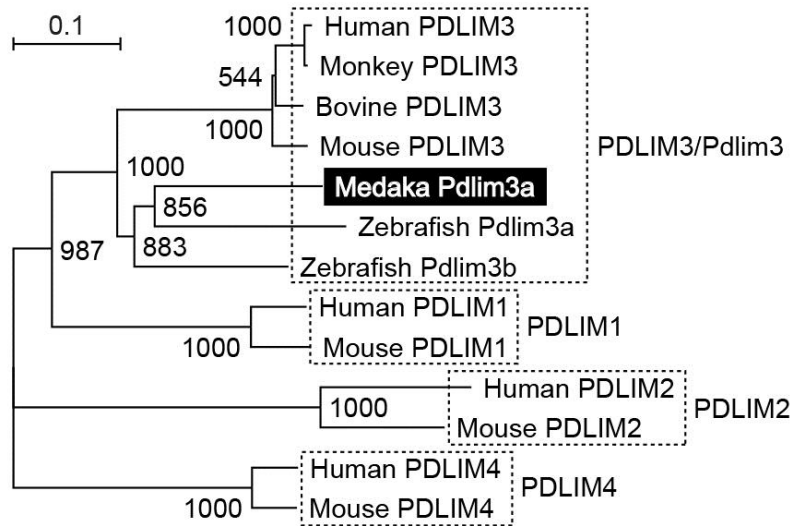 0.1
1000
Human PDLIM3
Monkey PDLIM3
544
Bovine PDLIM3
1000
Mouse PDLIM3
PDLIM3/Pdlim3
1000
Medaka Pdlim3a
856
Zebrafish Pdlim3a
987
883
Zebrafish Pdlim3b
Human PDLIM1
PDLIM1
1000
Mouse PDLIM1
Human PDLIM2
1000
PDLIM2
Mouse PDLIM2
Human PDLIM4
PDLIM4
1000
Mouse PDLIM4